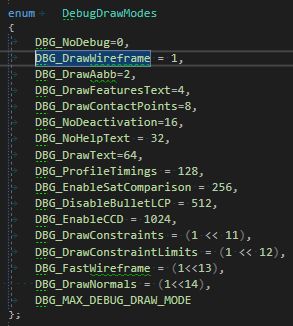 enum DebugDrawModes
{
DBG_NoDebug=0,
DBG_DrawWireframe = 1,
DBG_DrawAabb=2,
DBG_DrawFeaturesText=4,
DBG_DrawContactPoints=8,
DBG_NoDeactivation=16,
DBG_NoHelpText = 32,
DBG_DrawText=64,
DBG_ProfileTimings = 128,
DBG_EnableSatComparison = 256,
DBG_DisableBulletLCP = 512,
DBG_EnableCCD = 1024,
DBG_DrawConstraints = (1 << 11),
DBG_DrawConstraintLimits = (1 << 12),
DBG_FastWireframe = (1<<13),
DBG_DrawNormals = (1<<14),
DBG_MAX_DEBUG_DRAW_MODE
};